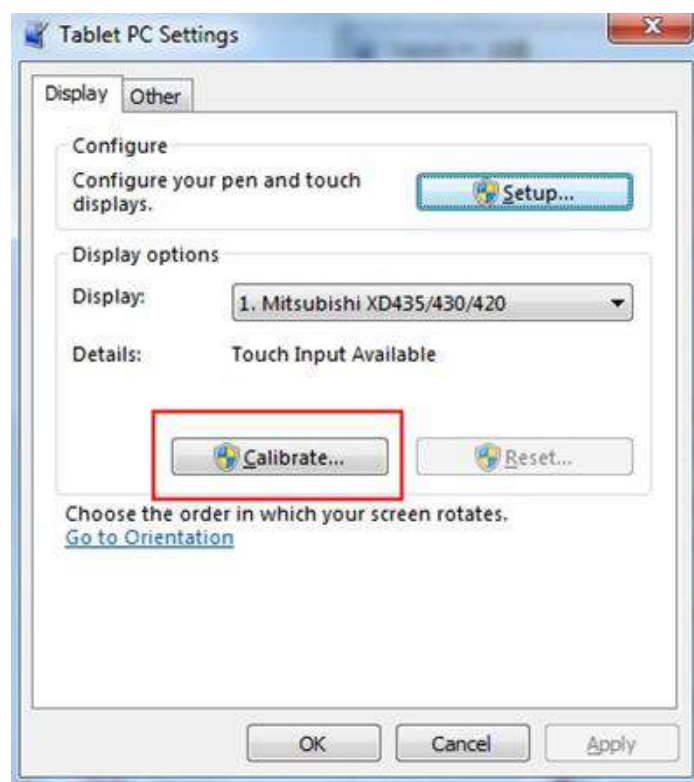 Tablet PC Settings
Display
Other
Configure
Configure your pen and touch
displays.
Setup...
Display options
Display:
1. Mitsubishi XD435/430/420
Details:
Touch Input Available
Calibrate...
Reset...
Choose the order in which your screen rotates.
Go to Orientation
OK
Cancel
Apply